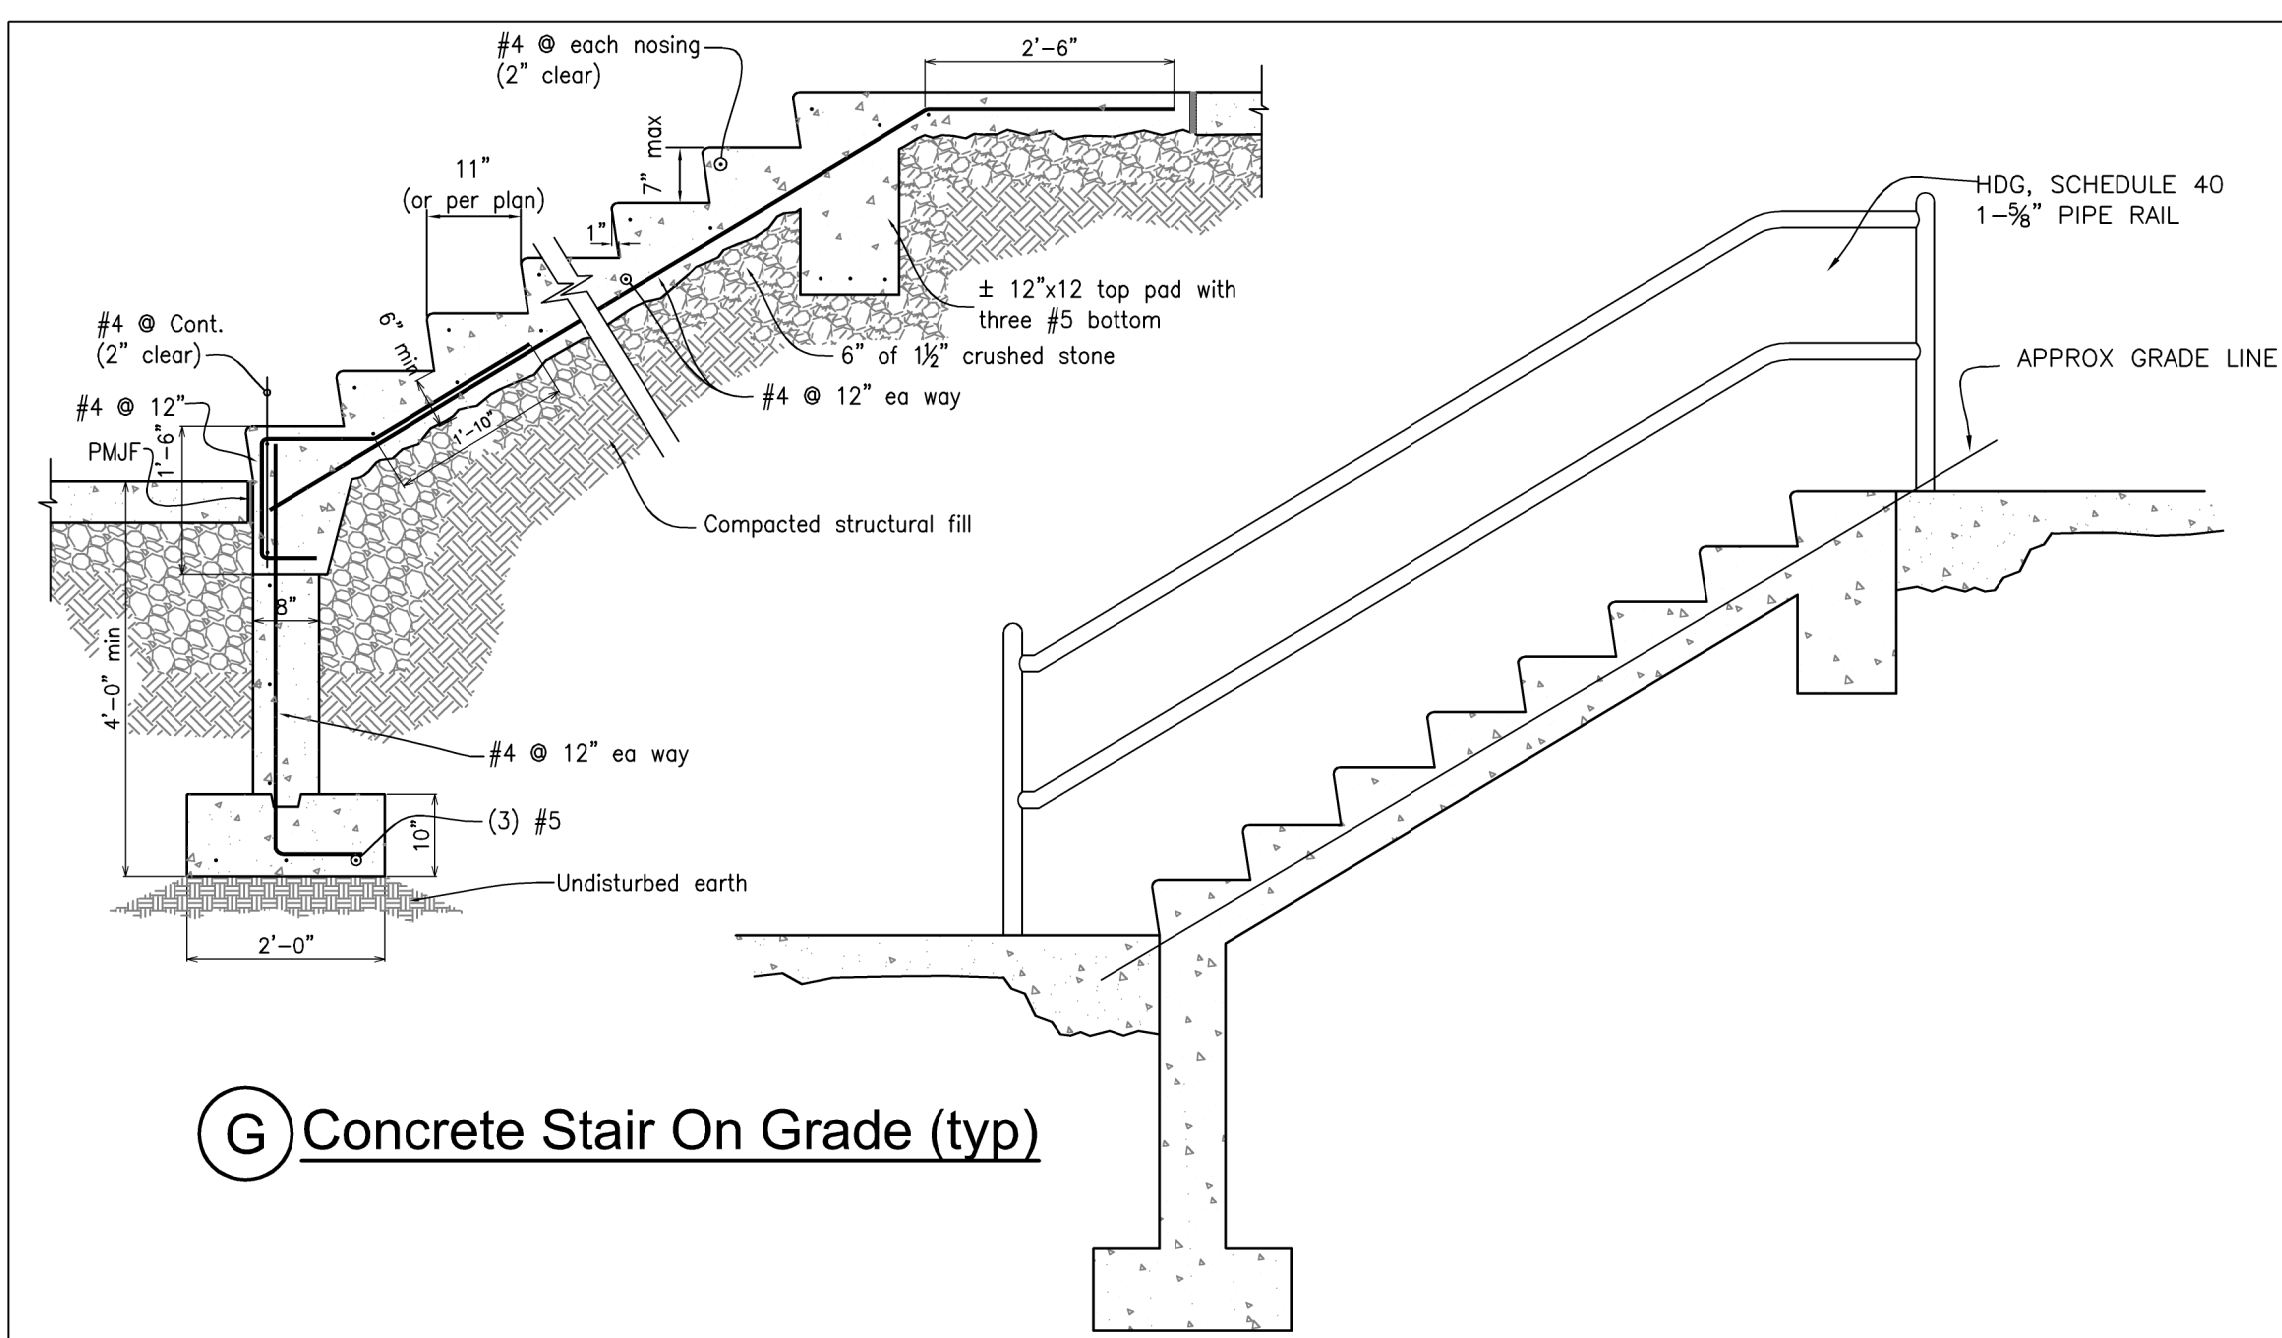 #4 @ each nosing
(2" clear)
2'-6"
7" max
11"
(or per plan)
1"
HDG, SCHEDULE 40
1-5/8" PIPE RAIL
± 12"x12 top pad with
three #5 bottom
6" of 1½" crushed stone
#4 @ 12" ea way
APPROX GRADE LINE
#4 @ Cont.
(2" clear)
6" min
#4 @ 12"
PMJF
1'-6"
1'-10"
Compacted structural fill
8"
4'-0" min
#4 @ 12" ea way
(3) #5
10"
Undisturbed earth
2'-0"
G Concrete Stair On Grade (typ)